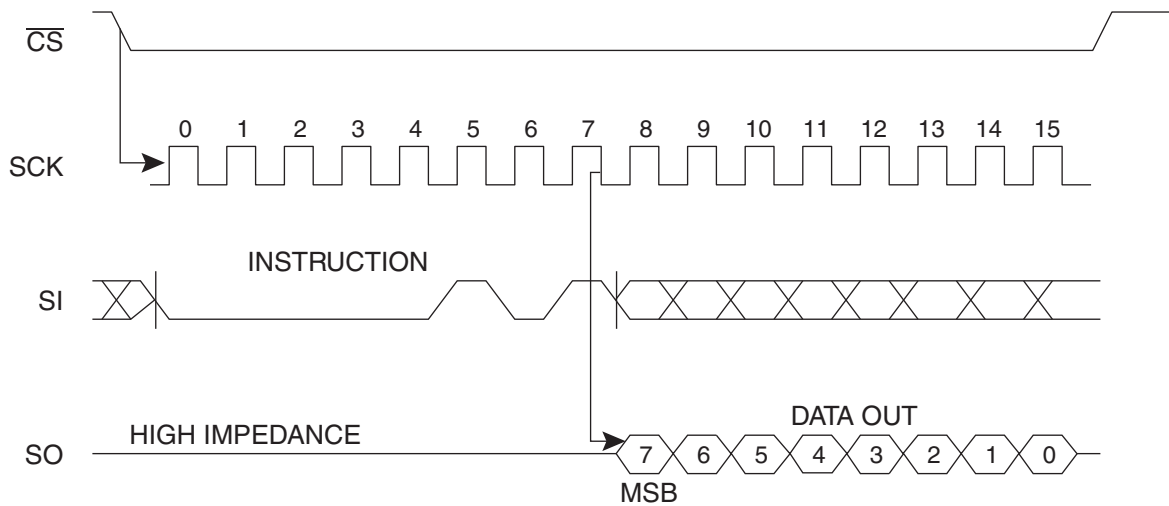 CS
0 1 2 3 4 5 6 7 8 9 10 11 12 13 14 15
SCK
INSTRUCTION
SI
HIGH IMPEDANCE
DATA OUT
SO
7 6 5 4 3 2 1 0
MSB